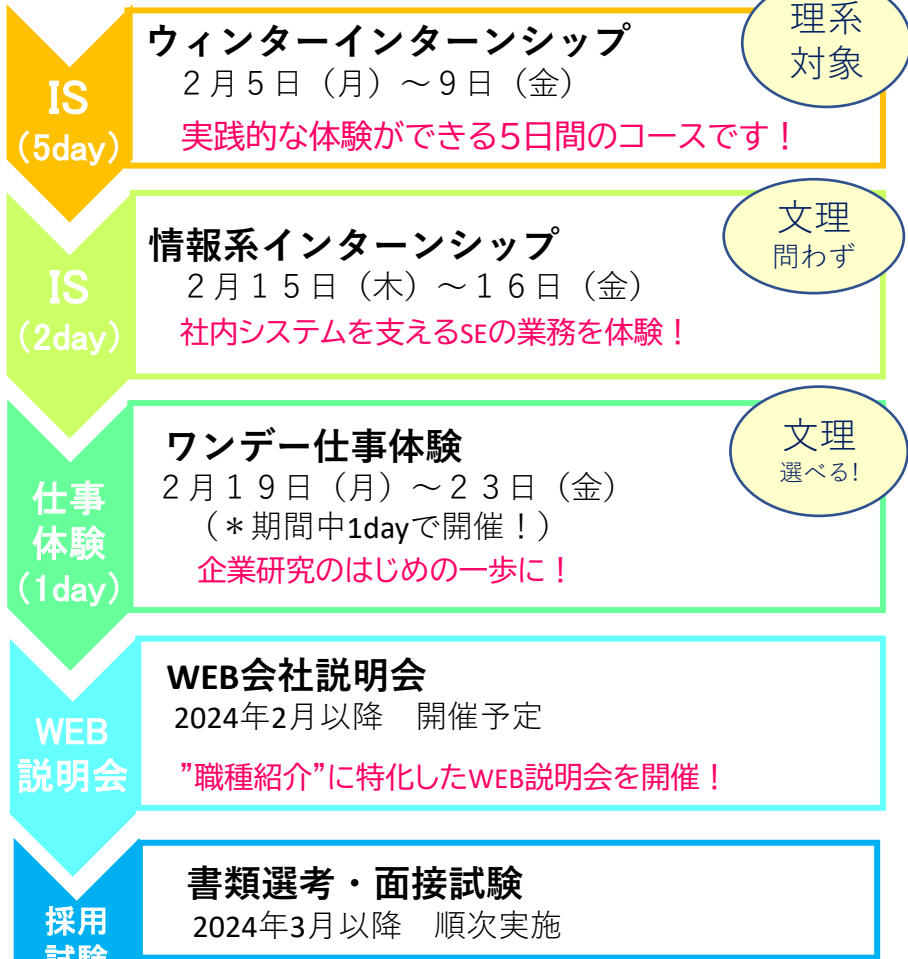 理系
対象
IS
(5day)
ウィンターインターンシップ
２月５日（月）～９日（金）
実践的な体験ができる５日間のコースです！
文理
問わず
IS
(2day)
情報系インターンシップ
２月１５日（木）～１６日（金）
社内システムを支えるSEの業務を体験！
文理
選べる!
仕事
体験
(1day)
ワンデー仕事体験
２月１９日（月）～２３日（金）
（＊期間中1dayで開催！）
企業研究のはじめの一歩に！
WEB
説明会
WEB会社説明会
2024年2月以降　開催予定
”職種紹介”に特化したWEB説明会を開催！
採用
試験
書類選考・面接試験
2024年3月以降　順次実施